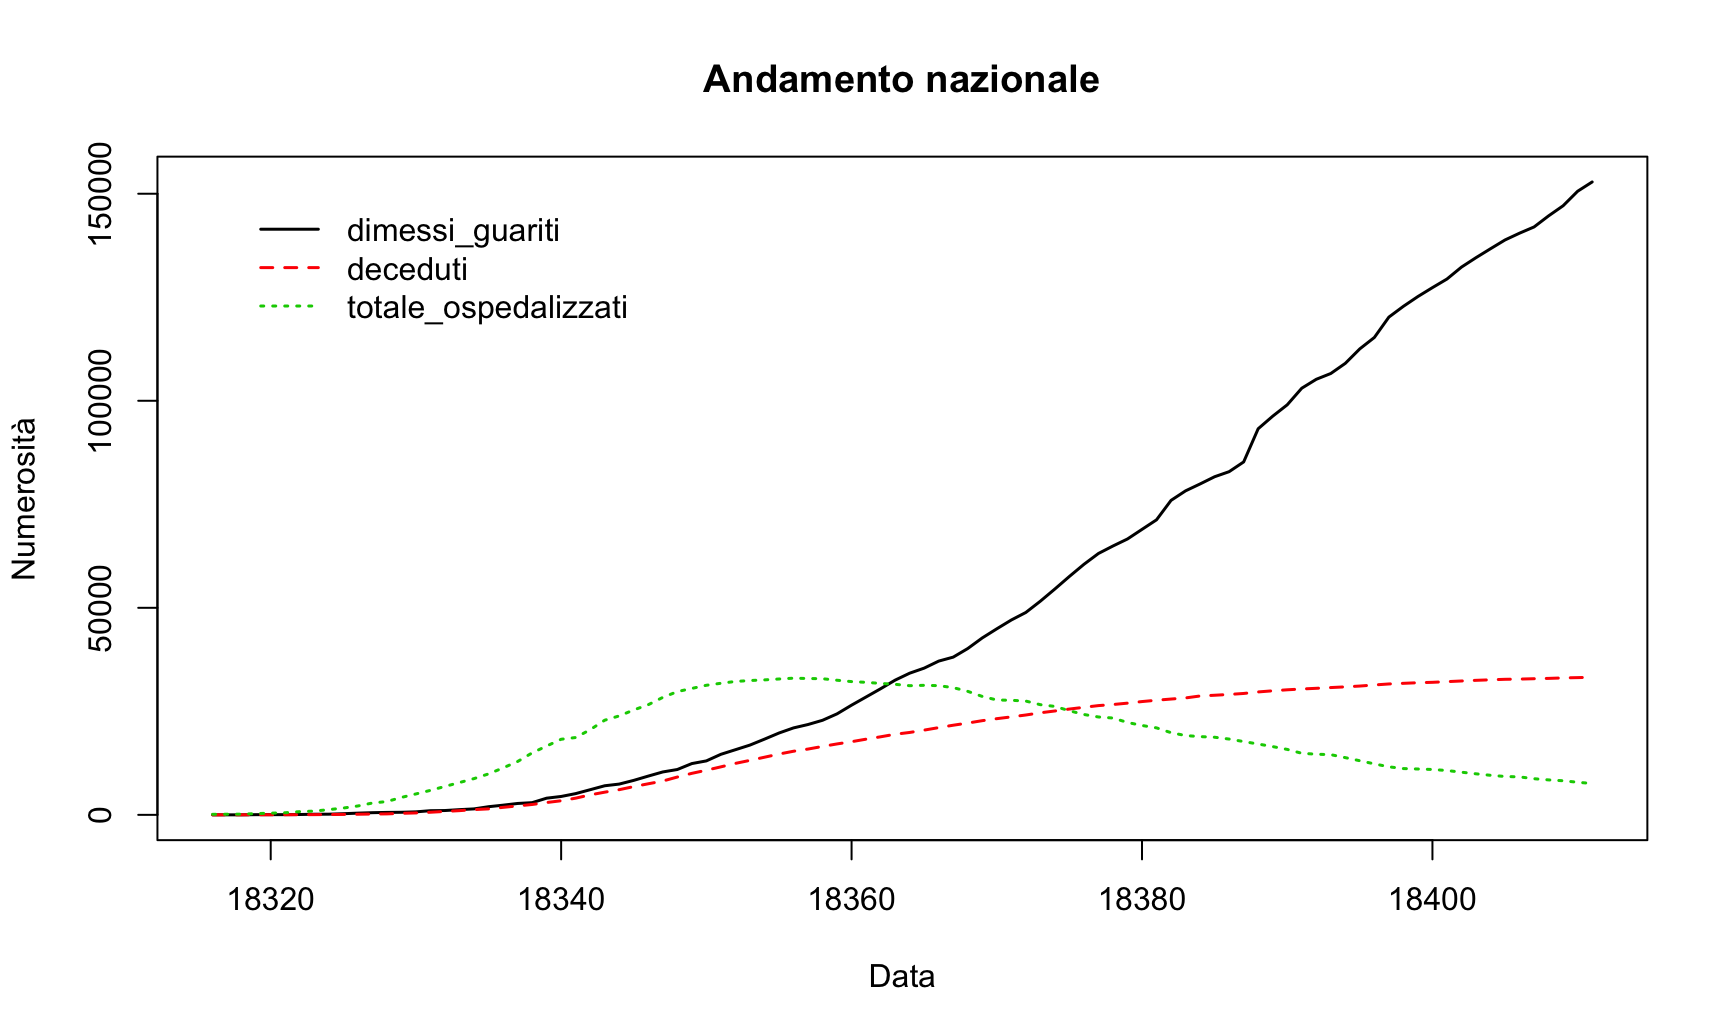 Andamento nazionale
150000
100000
50000
0
Numerosità
dimessi_guariti
deceduti
totale_ospedalizzati
18320 18340 18360 18380 18400
Data